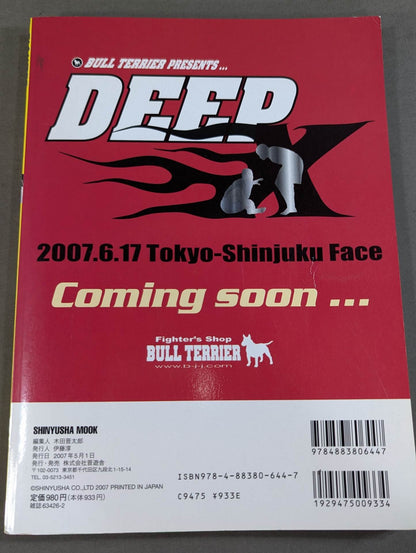 BULL TERRIER PRESENTS...
DEEP
X
2007.6.17 Tokyo-Shinjuku Face
Coming soon ...
Fighter's Shop
BULL TERRIER
www.b-j-j.com
SHINYUSHA MOOK
編集人 木田晋太郎
発行人 伊藤淳
発行日 2007年5月1日
発行・発売 株式会社晋遊舎
〒102-0073 東京都千代田区九段北1-15-14
TEL. 03-5213-3431
©SHINYUSHA CO.,LTD 2007 PRINTED IN JAPAN
定価980円(本体933円)
雑誌63426-2
9784883806447
ISBN978-4-88380-644-7
C9475 ¥933E
1929475009334